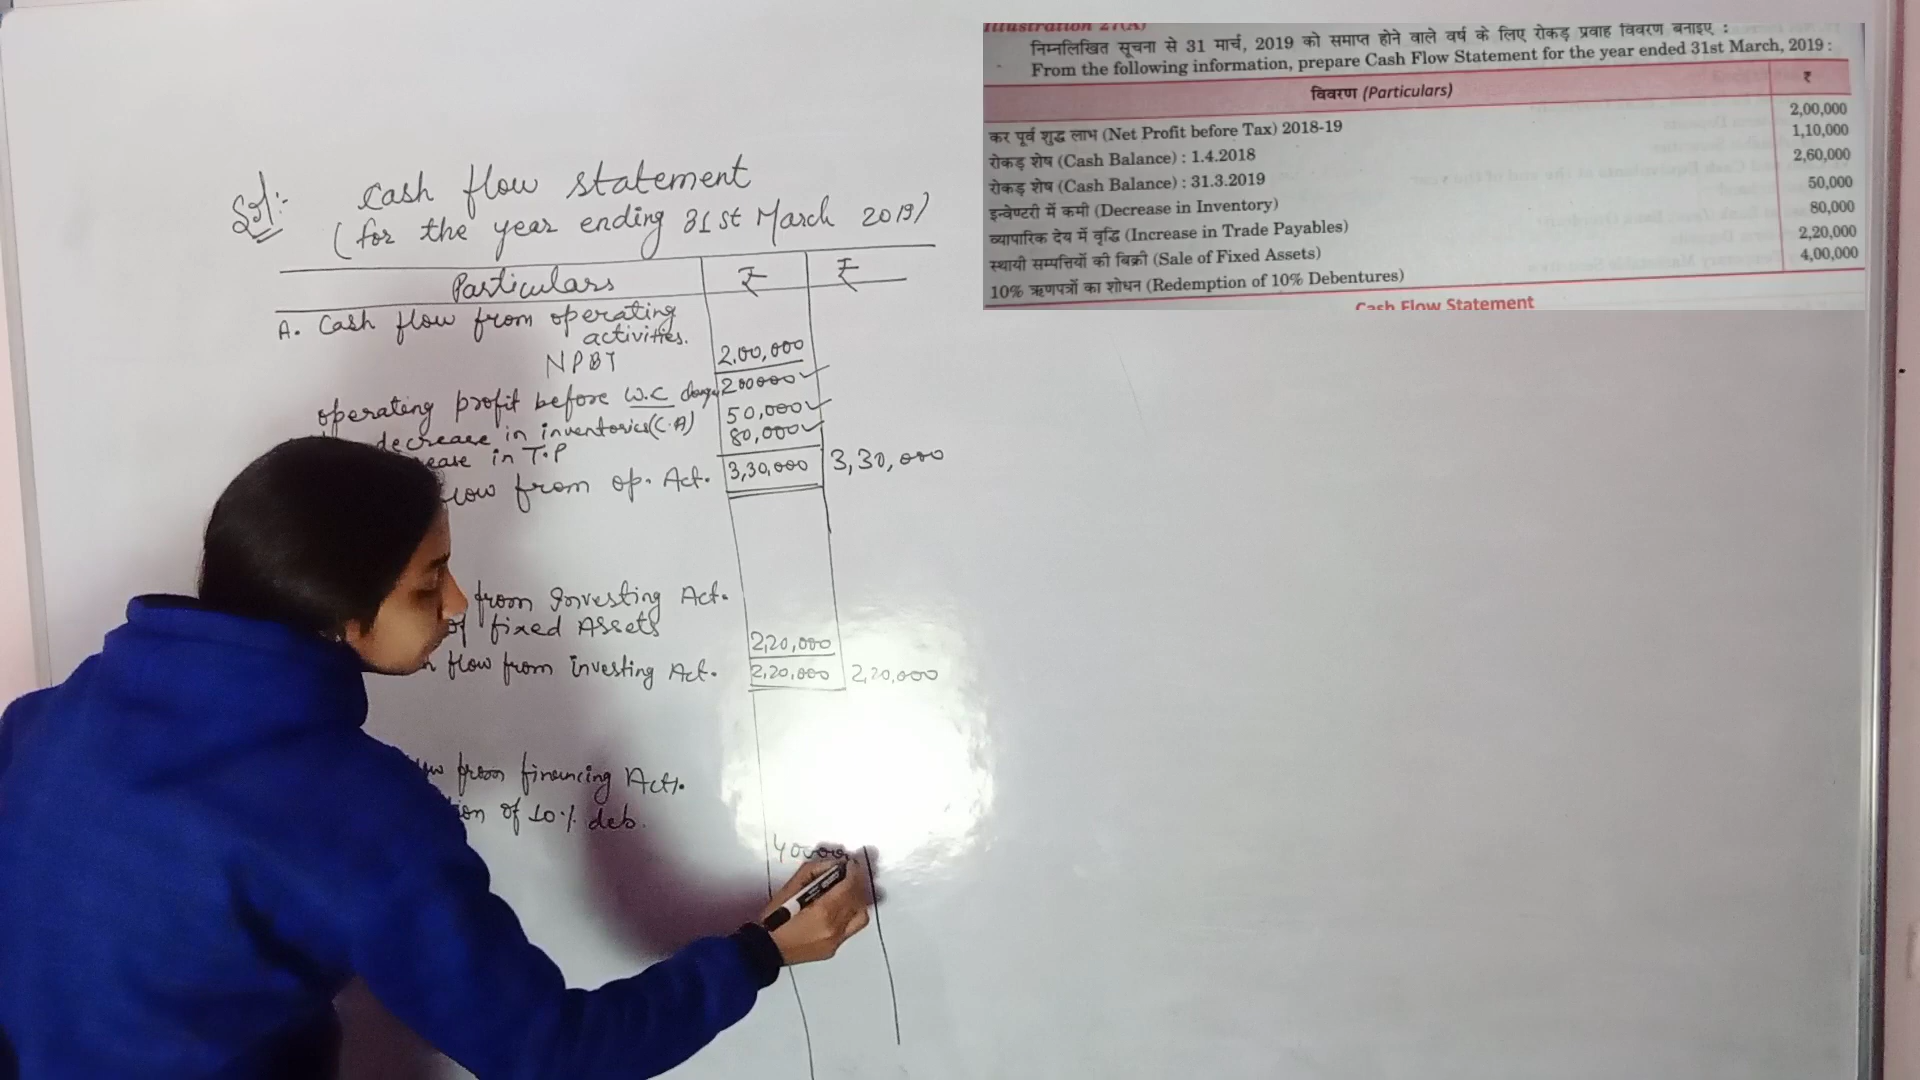 Illustration 27(A)
निम्नलिखित सूचना से 31 मार्च, 2019 को समाप्त होने वाले वर्ष के लिए रोकड़ प्रवाह विवरण बनाइए :
From the following information, prepare Cash Flow Statement for the year ended 31st March, 2019 :
विवरण (Particulars) ₹
कर पूर्व शुद्ध लाभ (Net Profit before Tax) 2018-19 2,00,000
रोकड़ शेष (Cash Balance) : 1.4.2018 1,10,000
रोकड़ शेष (Cash Balance) : 31.3.2019 2,60,000
इन्वेण्टरी में कमी (Decrease in Inventory) 50,000
व्यापारिक देय में वृद्धि (Increase in Trade Payables) 80,000
स्थायी सम्पत्तियों की बिक्री (Sale of Fixed Assets) 2,20,000
10% ऋणपत्रों का शोधन (Redemption of 10% Debentures) 4,00,000
Cash Flow Statement
Cash flow statement
(for the year ending 31st March 2019)
Particulars ₹ ₹
A. Cash flow from operating
activities.
NPBT 2,00,000
operating profit before W.C 200000
decrease in inventories(C.A) 50,000
ease in T.P 80,000
flow from op. Act. 3,30,000 3,30,000
from Investing Act.
of fixed Assets 2,20,000
flow from investing Act. 2,20,000 2,20,000
from financing Act.
ion of 10% deb.